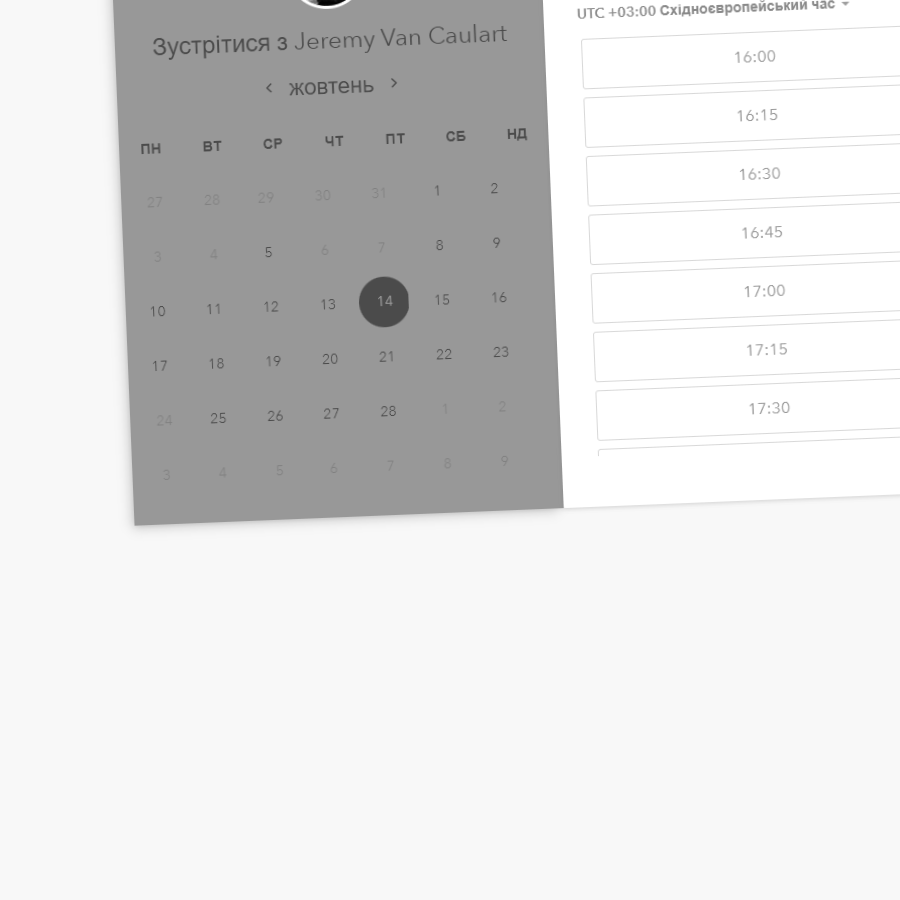 Зустрітися з Jeremy Van Caulart
< жовтень >
ПН ВТ СР ЧТ ПТ СБ НД
27 28 29 30 31 1 2
3 4 5 6 7 8 9
10 11 12 13 14 15 16
17 18 19 20 21 22 23
24 25 26 27 28 1 2
3 4 5 6 7 8 9
UTC +03:00 Східноєвропейський час
16:00
16:15
16:30
16:45
17:00
17:15
17:30